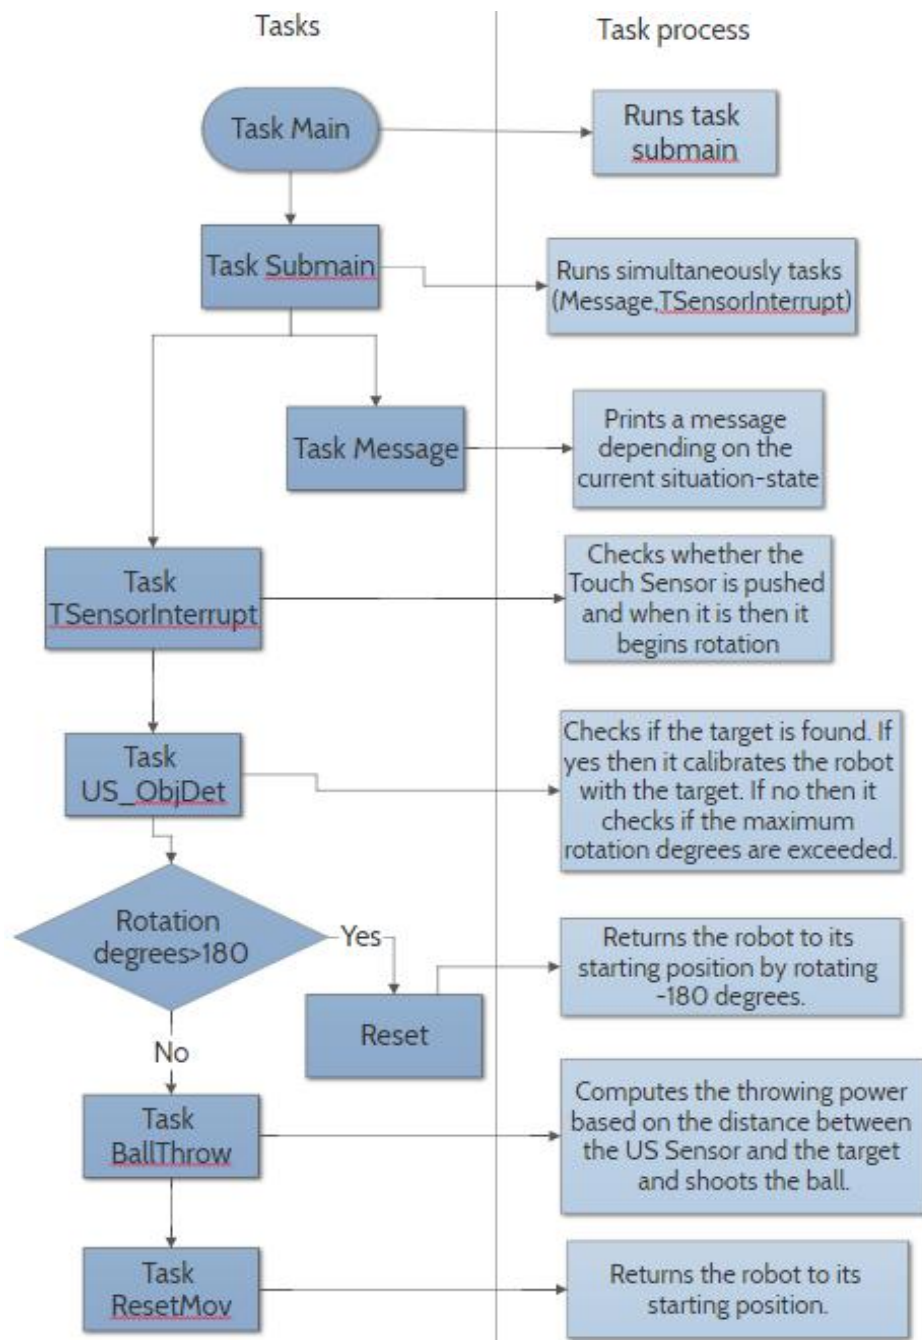 Tasks
Task process
Task Main
Runs task
submain
Task Submain
Runs simultaneously tasks
(Message,TSensorInterrupt)
Task Message
Prints a message
depending on the
current situation-state
Task
TSensorInterrupt
Checks whether the
Touch Sensor is pushed
and when it is then it
begins rotation
Task
US_ObjDet
Checks if the target is found. If
yes then it calibrates the robot
with the target. If no then it
checks if the maximum
rotation degrees are exceeded.
Rotation
degrees>180
Yes
Reset
Returns the robot to its
starting position by rotating
-180 degrees.
No
Task
BallThrow
Computes the throwing power
based on the distance between
the US Sensor and the target
and shoots the ball.
Task
ResetMov
Returns the robot to its
starting position.